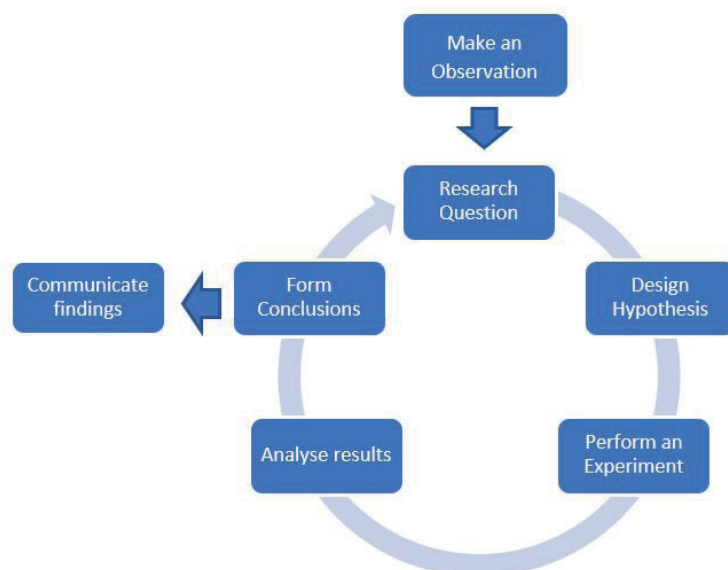 Make an
Observation
Research
Question
Design
Hypothesis
Perform an
Experiment
Analyse results
Form
Conclusions
Communicate
findings